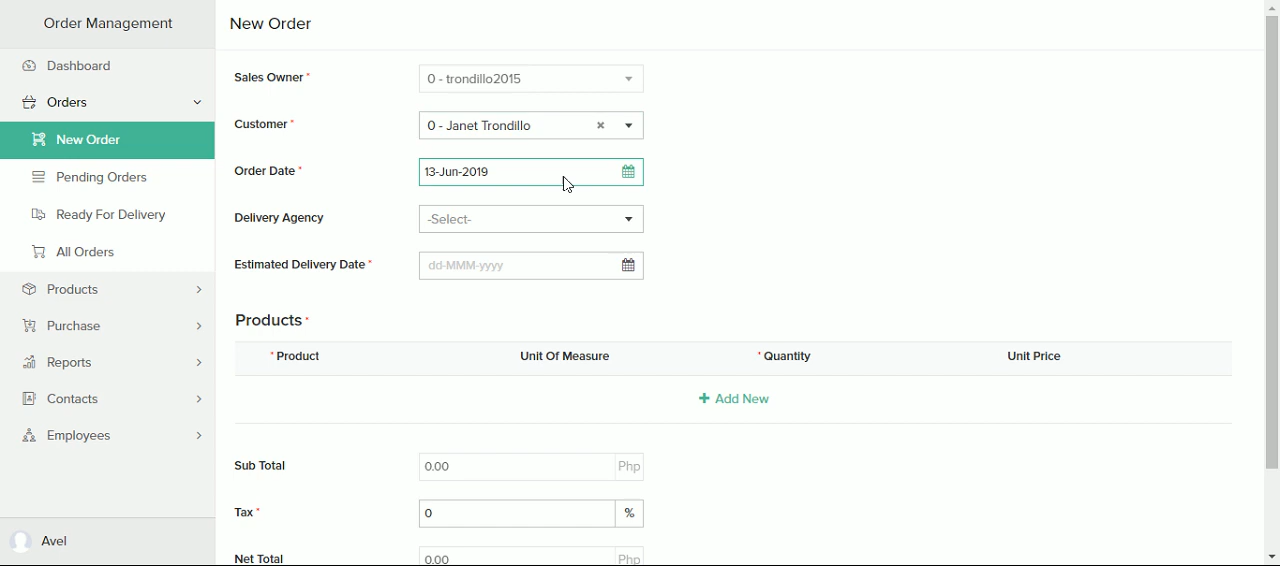 Order Management
New Order
Dashboard
Orders
New Order
Pending Orders
Ready For Delivery
All Orders
Products
Purchase
Reports
Contacts
Employees
Avel
Sales Owner * 0 - trondillo2015
Customer * 0 - Janet Trondillo
Order Date * 13-Jun-2019
Delivery Agency -Select-
Estimated Delivery Date * dd-MMM-yyyy
Products *
* Product Unit Of Measure * Quantity Unit Price
+ Add New
Sub Total 0.00 Php
Tax * 0 %
Net Total 0.00 Php